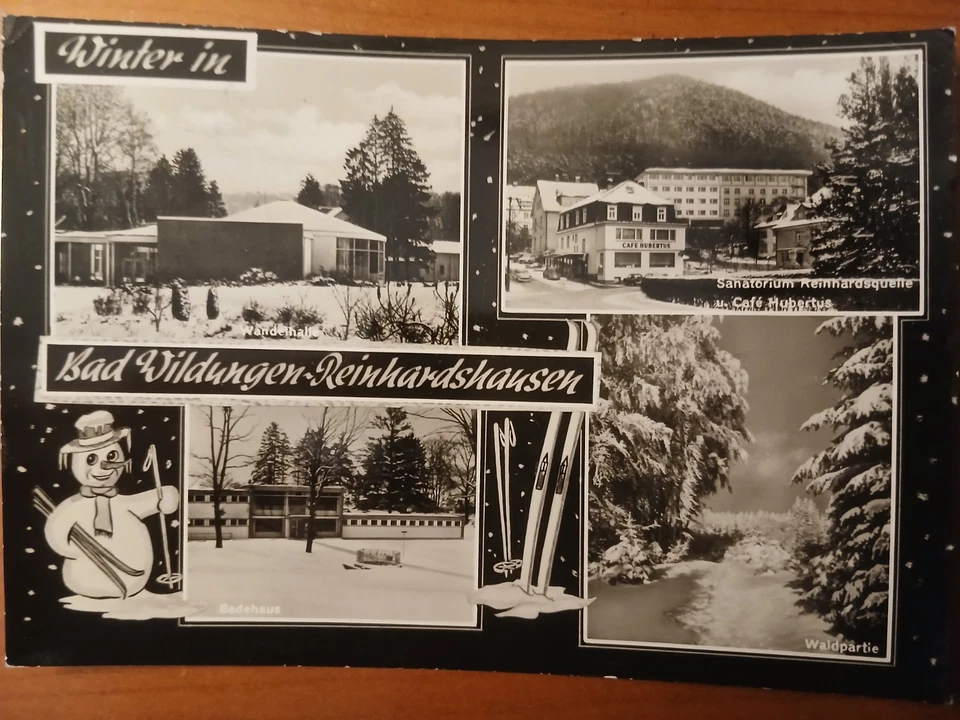 Winter in
CAFE HUBERTUS
Sanatorium Reinhardsquelle
u. Café Hubertus
Wandelhalle
Bad Wildungen-Reinhardshausen
Badehaus
Waldpartie